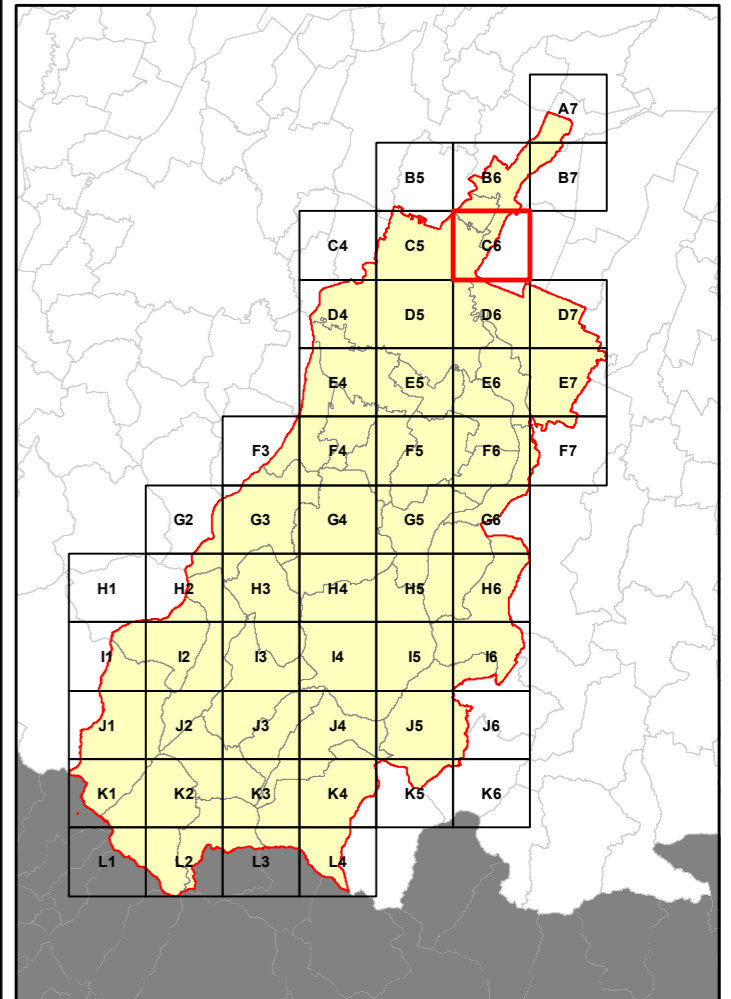 A7
B5 B6 B7
C4 C5 C6
D4 D5 D6 D7
E4 E5 E6 E7
F3 F4 F5 F6 F7
G2 G3 G4 G5 G6
H1 H2 H3 H4 H5 H6
I1 I2 I3 I4 I5 I6
J1 J2 J3 J4 J5 J6
K1 K2 K3 K4 K5 K6
L1 L2 L3 L4